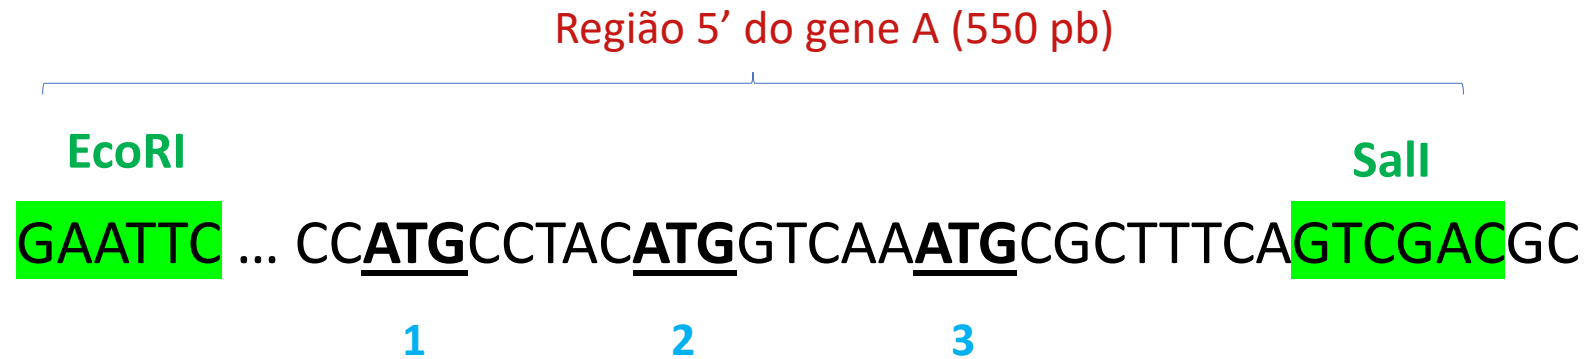 Região 5’ do gene A (550 pb)
EcoRI SalI
GAATTC ... CCATGCCTACATGGTCAAATGCGCTTTCAGTCGACGC
1 2 3